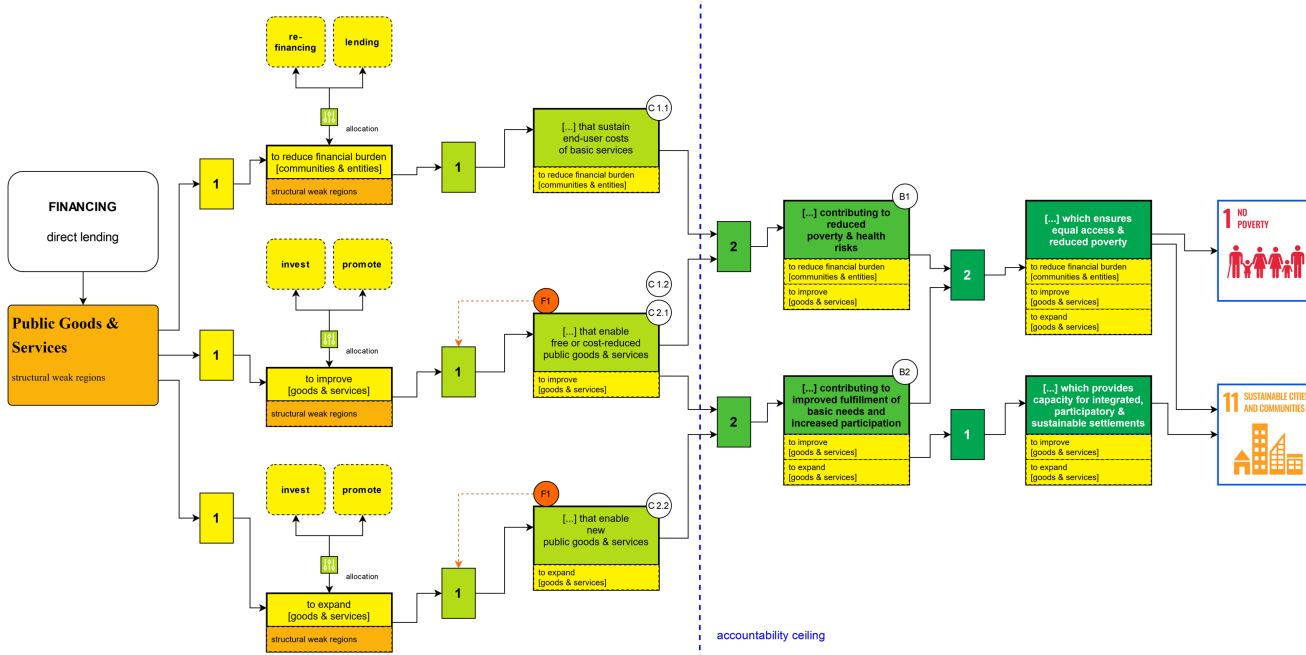 FINANCING
direct lending
Public Goods &
Services
structural weak regions
1
1
1
re-
financing
lending
allocation
to reduce financial burden
[communities & entities]
structural weak regions
invest
promote
allocation
to improve
[goods & services]
structural weak regions
invest
promote
allocation
to expand
[goods & services]
structural weak regions
1
1
1
C 1.1
[...] that sustain
end-user costs
of basic services
to reduce financial burden
[communities & entities]
F1
C 1.2
C 2.1
[...] that enable
free or cost-reduced
public goods & services
to improve
[goods & services]
F1
C 2.2
[...] that enable
new
public goods & services
to expand
[goods & services]
accountability ceiling
2
2
B1
[...] contributing to
reduced
poverty & health
risks
to reduce financial burden
[communities & entities]
to improve
[goods & services]
B2
[...] contributing to
improved fulfillment of
basic needs and
increased participation
to improve
[goods & services]
to expand
[goods & services]
2
1
[...] which ensures
equal access &
reduced poverty
to reduce financial burden
[communities & entities]
to improve
[goods & services]
to expand
[goods & services]
[...] which provides
capacity for integrated,
participatory &
sustainable settlements
to improve
[goods & services]
to expand
[goods & services]
1 NO
POVERTY
11 SUSTAINABLE CITIES
AND COMMUNITIES